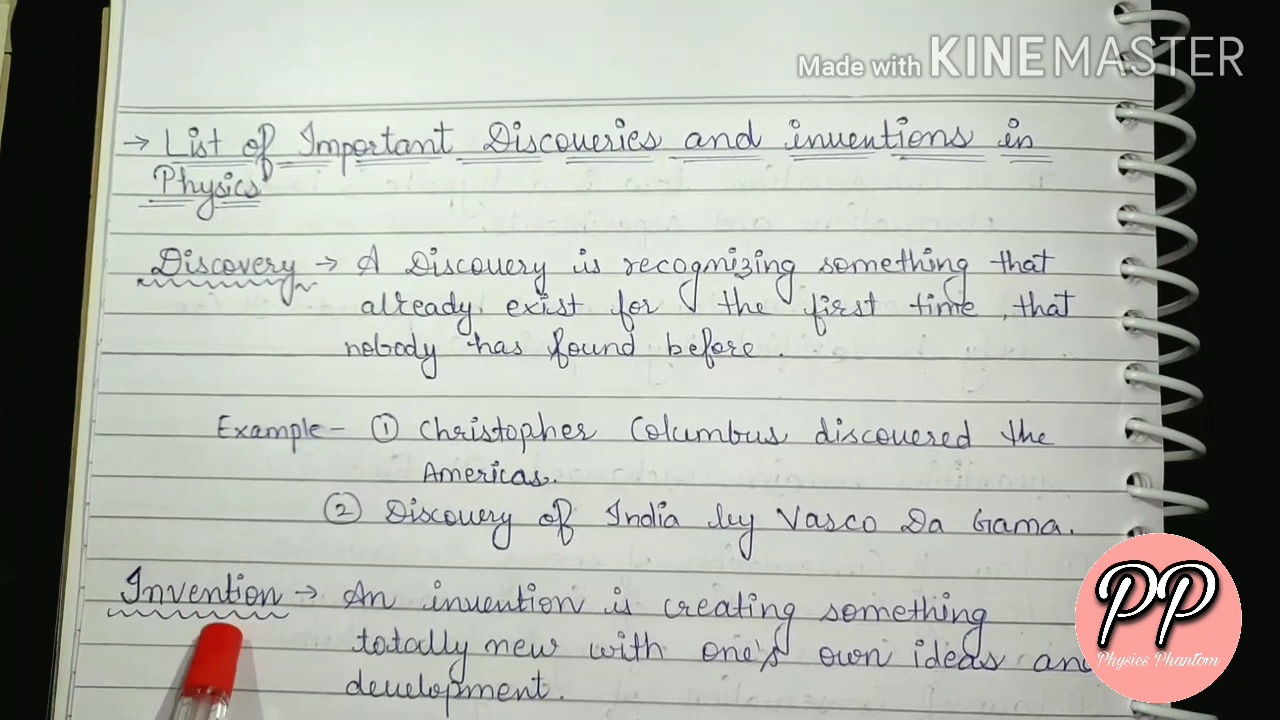 Made with KINEMASTER
→ List of Important Discoveries and inventions in
Physics
Discovery → A Discovery is recognizing something that
already exist for the first time, that
nobody has found before.
Example - ① Christopher Columbus discovered the
Americas.
② Discovery of India by Vasco Da Gama.
Invention → An invention is creating something
totally new with one's own ideas an
development.
PP
Physics Phantom